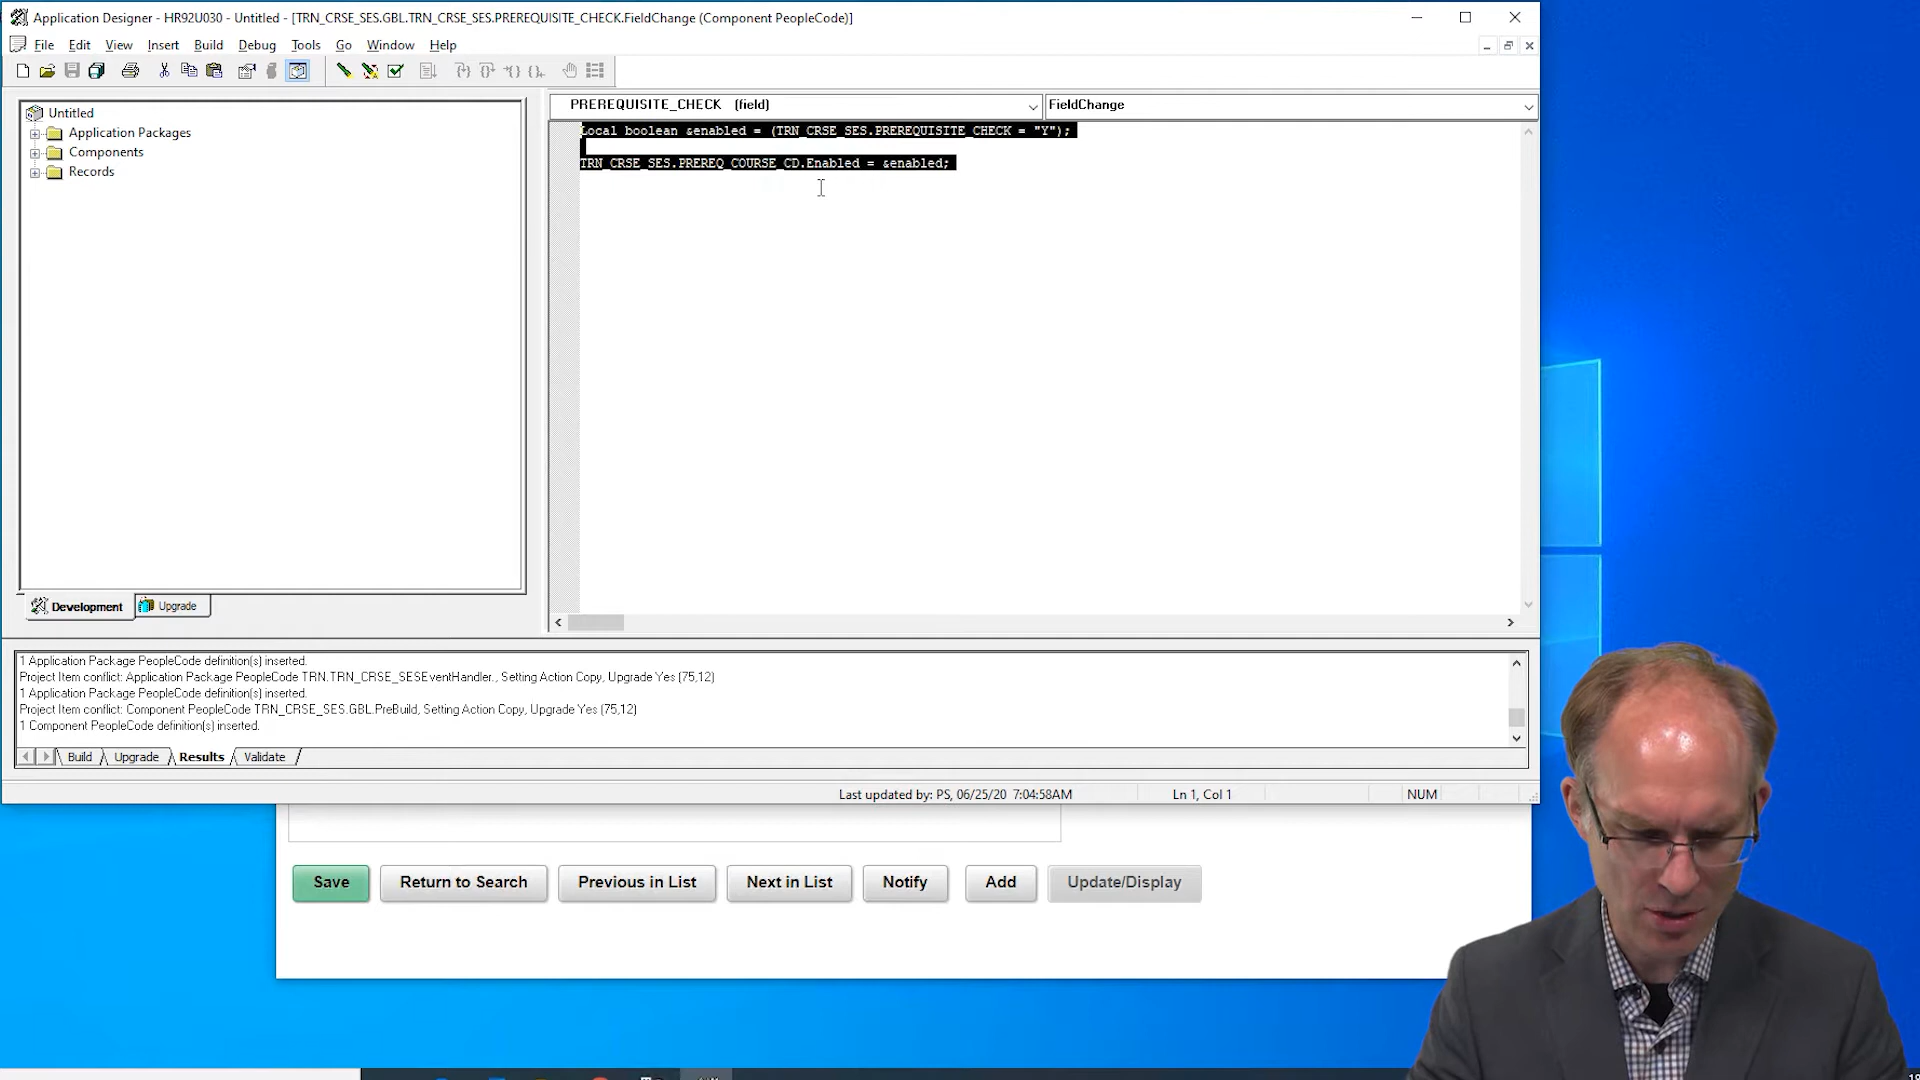 Application Designer - HR92U030 - Untitled - [TRN_CRSE_SES.GBL.TRN_CRSE_SES.PREREQUISITE_CHECK.FieldChange (Component PeopleCode)]
File Edit View Insert Build Debug Tools Go Window Help
Untitled
Application Packages
Components
Records
Development
Upgrade
PREREQUISITE_CHECK (field)
FieldChange
Local boolean &enabled = (TRN_CRSE_SES.PREREQUISITE_CHECK = "Y");
TRN_CRSE_SES.PREREQ_COURSE_CD.Enabled = &enabled;
1 Application Package PeopleCode definition(s) inserted.
Project Item conflict: Application Package PeopleCode TRN.TRN_CRSE_SESEventHandler., Setting Action Copy, Upgrade Yes (75,12)
1 Application Package PeopleCode definition(s) inserted.
Project Item conflict: Component PeopleCode TRN_CRSE_SES.GBL.PreBuild, Setting Action Copy, Upgrade Yes (75,12)
1 Component PeopleCode definition(s) inserted.
Build Upgrade Results Validate
Last updated by: PS, 06/25/20 7:04:58AM
Ln 1, Col 1
NUM
Save Return to Search Previous in List Next in List Notify Add Update/Display